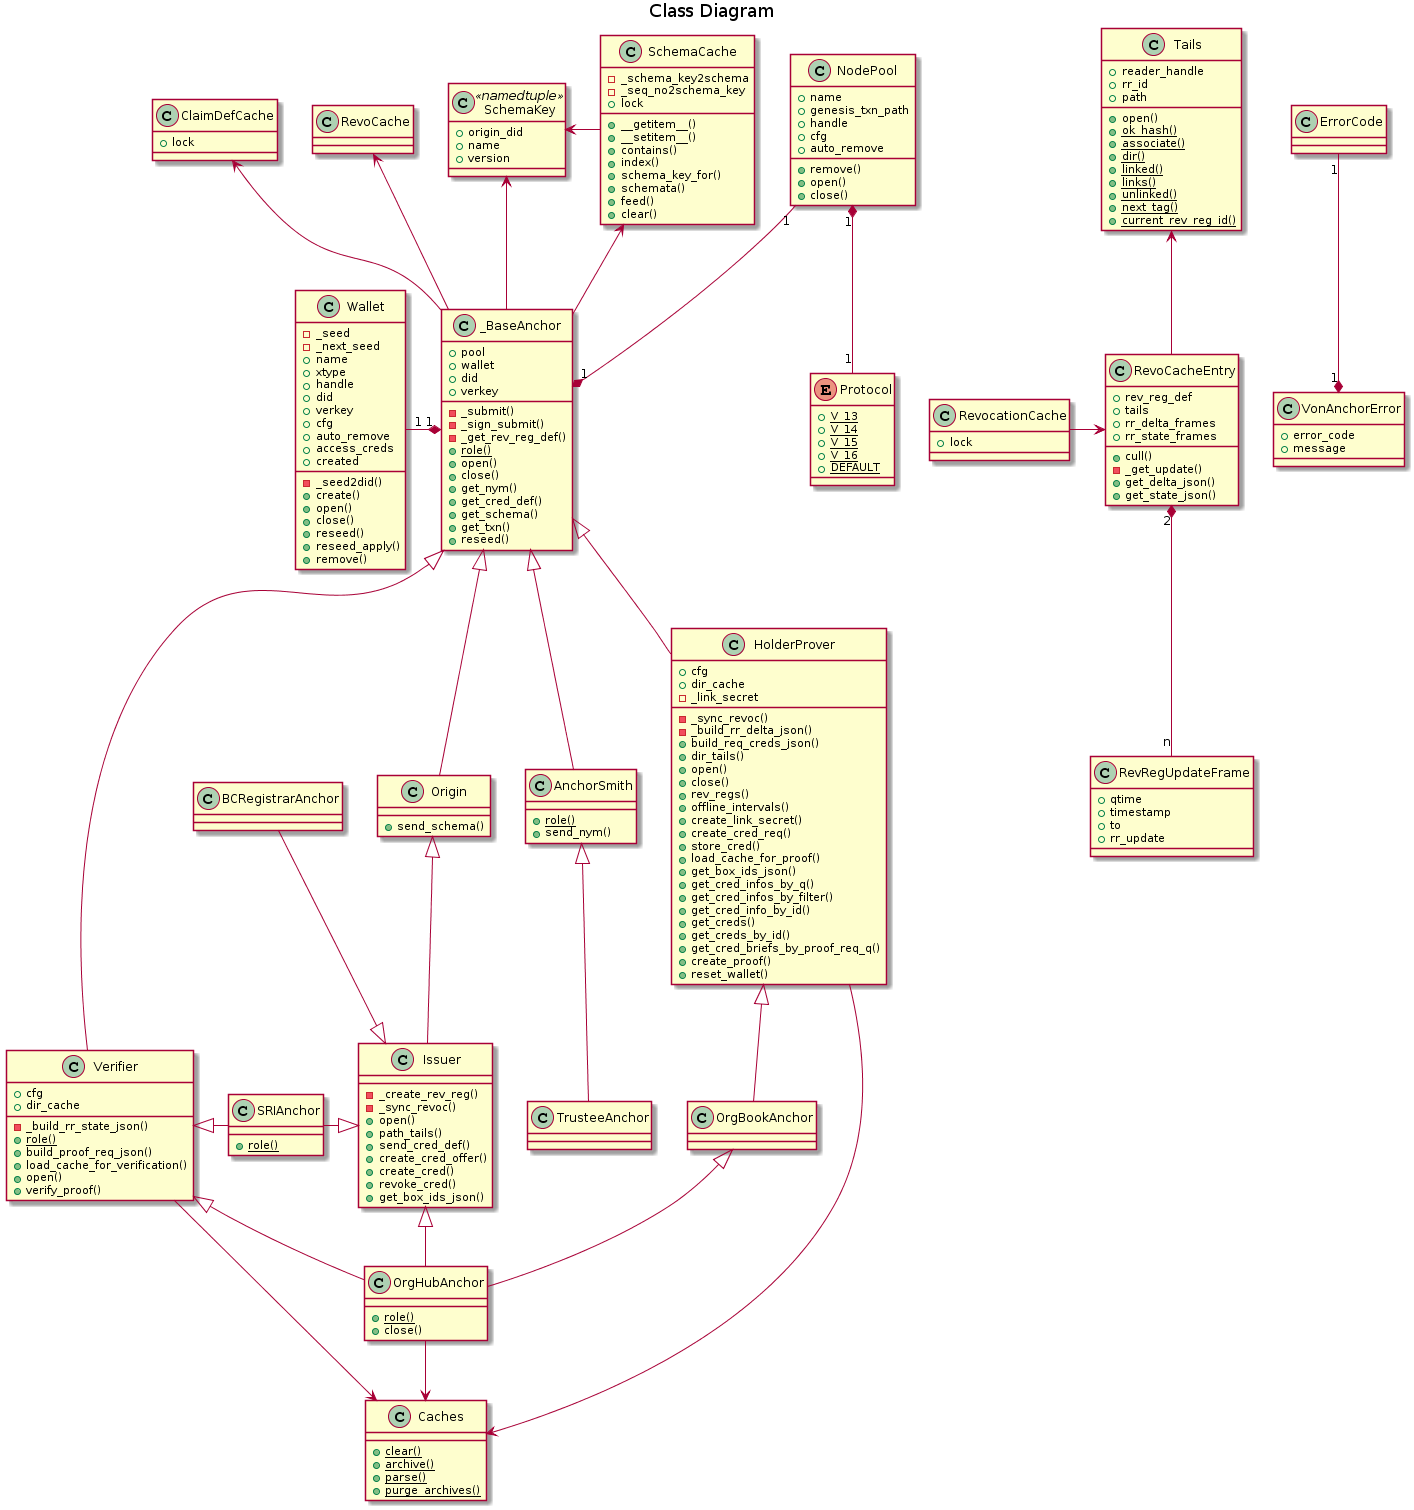 Class Diagram
C ClaimDefCache
lock
C RevoCache
C «namedtuple»
SchemaKey
origin_did
name
version
C SchemaCache
_schema_key2schema
_seq_no2schema_key
lock
__getitem__()
__setitem__()
contains()
index()
schema_key_for()
schemata()
feed()
clear()
C NodePool
name
genesis_txn_path
handle
cfg
auto_remove
remove()
open()
close()
1
1
C Tails
reader_handle
rr_id
path
open()
ok_hash()
associate()
dir()
linked()
links()
unlinked()
next_tag()
current_rev_reg_id()
C ErrorCode
1
C Wallet
_seed
_next_seed
name
xtype
handle
did
verkey
cfg
auto_remove
access_creds
created
_seed2did()
create()
open()
close()
reseed()
reseed_apply()
remove()
1 1
C _BaseAnchor
pool
wallet
did
verkey
_submit()
_sign_submit()
_get_rev_reg_def()
role()
open()
close()
get_nym()
get_cred_def()
get_schema()
get_txn()
reseed()
1
1
E Protocol
V_13
V_14
V_15
V_16
DEFAULT
C RevocationCache
lock
C RevoCacheEntry
rev_reg_def
tails
rr_delta_frames
rr_state_frames
cull()
_get_update()
get_delta_json()
get_state_json()
2
1
C VonAnchorError
error_code
message
C HolderProver
cfg
dir_cache
_link_secret
_sync_revoc()
_build_rr_delta_json()
build_req_creds_json()
dir_tails()
open()
close()
rev_regs()
offline_intervals()
create_link_secret()
create_cred_req()
store_cred()
load_cache_for_proof()
get_box_ids_json()
get_cred_infos_by_q()
get_cred_infos_by_filter()
get_cred_info_by_id()
get_creds()
get_creds_by_id()
get_cred_briefs_by_proof_req_q()
create_proof()
reset_wallet()
n
C RevRegUpdateFrame
qtime
timestamp
to
rr_update
C BCRegistrarAnchor
C Origin
send_schema()
C AnchorSmith
role()
send_nym()
C Verifier
cfg
dir_cache
_build_rr_state_json()
role()
build_proof_req_json()
load_cache_for_verification()
open()
verify_proof()
C SRIAnchor
role()
C Issuer
_create_rev_reg()
_sync_revoc()
open()
path_tails()
send_cred_def()
create_cred_offer()
create_cred()
revoke_cred()
get_box_ids_json()
C TrusteeAnchor
C OrgBookAnchor
C OrgHubAnchor
role()
close()
C Caches
clear()
archive()
parse()
purge_archives()